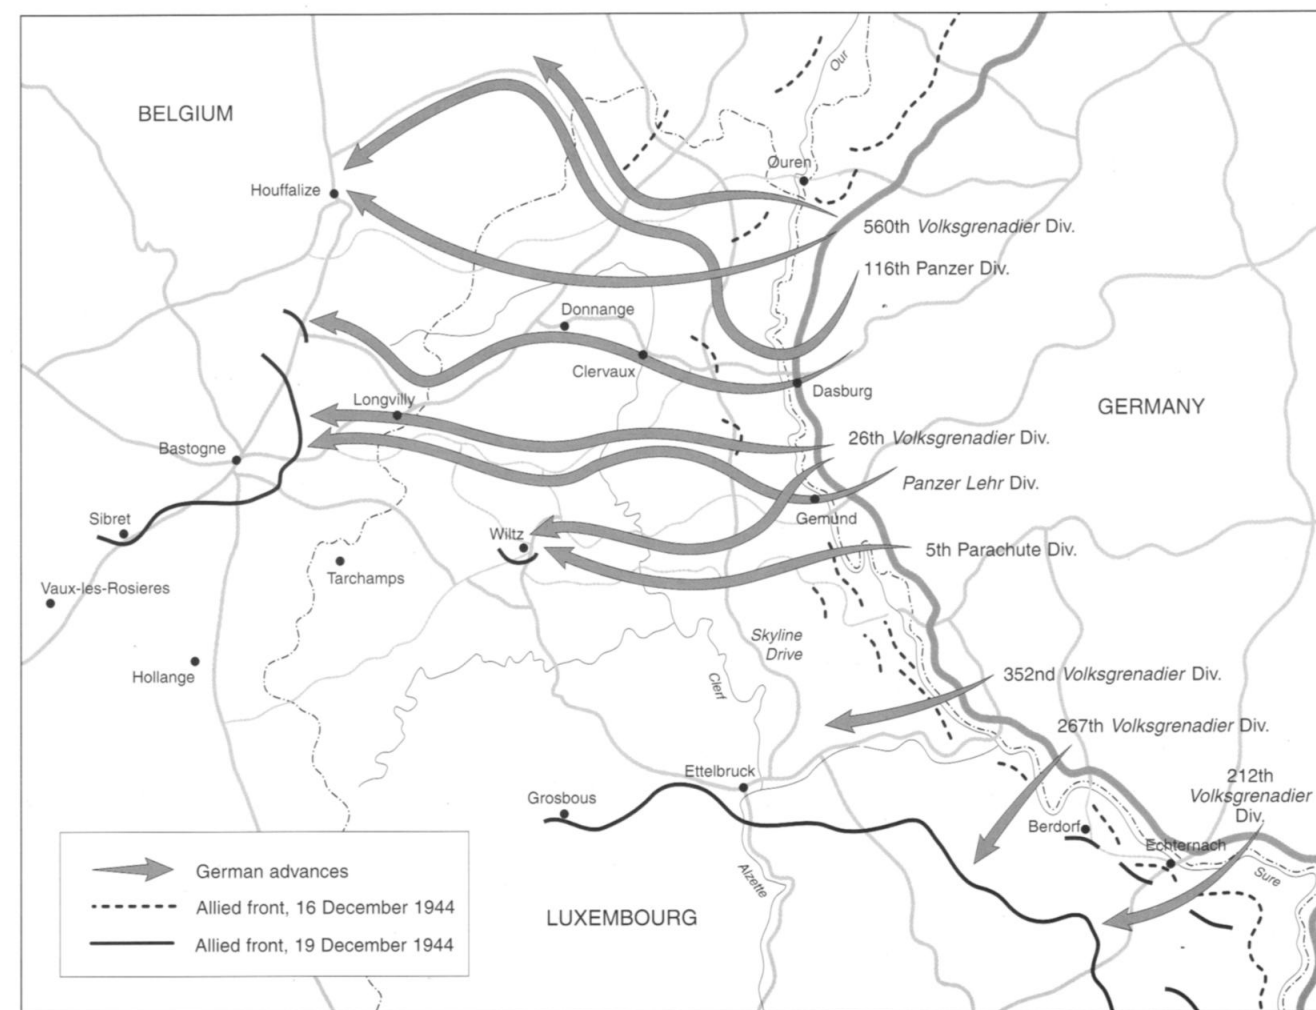 BELGIUM
Our
Ouren
Houffalize
560th Volksgrenadier Div.
116th Panzer Div.
Donnange
Clervaux
Dasburg
GERMANY
Longvilly
26th Volksgrenadier Div.
Bastogne
Panzer Lehr Div.
Gemund
Sibret
Wiltz
5th Parachute Div.
Tarchamps
Vaux-les-Rosieres
Skyline
Drive
Hollange
Clerf
352nd Volksgrenadier Div.
267th Volksgrenadier Div.
Ettelbruck
212th
Volksgrenadier
Div.
Grosbous
Berdorf
Echternach
Sure
Alzette
LUXEMBOURG
German advances
Allied front, 16 December 1944
Allied front, 19 December 1944